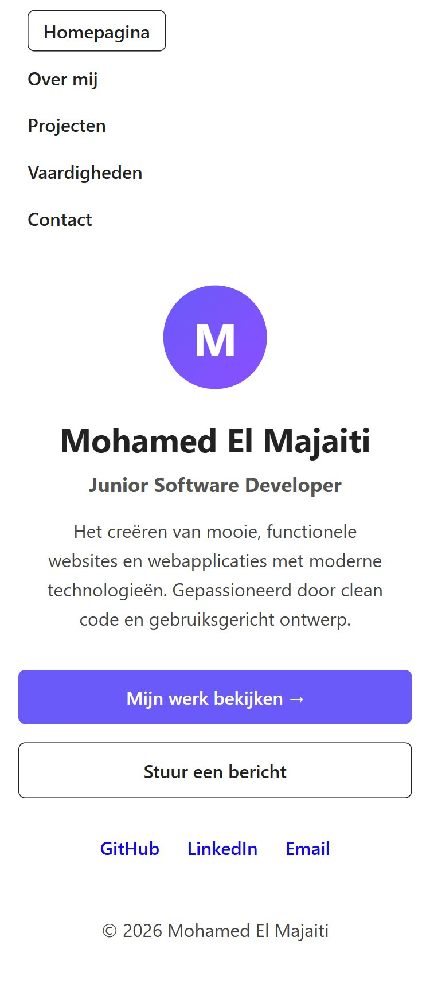 Homepagina
Over mij
Projecten
Vaardigheden
Contact
M
Mohamed El Majaiti
Junior Software Developer
Het creëren van mooie, functionele
websites en webapplicaties met moderne
technologieën. Gepassioneerd door clean
code en gebruiksgericht ontwerp.
Mijn werk bekijken →
Stuur een bericht
GitHub LinkedIn Email
© 2026 Mohamed El Majaiti